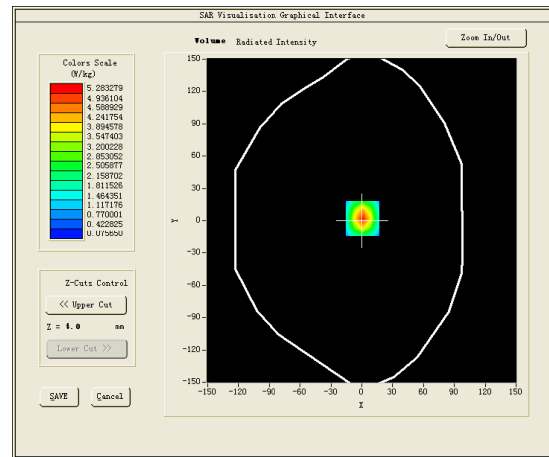 SAR Visualisation Graphical Interface
Volume Radiated Intensity
Zoom In/Out
Colors Scale
(W/kg)
5.283279
4.936104
4.588929
4.241754
3.894578
3.547403
3.200228
2.853052
2.505877
2.158702
1.811526
1.464351
1.117176
0.770001
0.422825
0.075650
Z-Cuts Control
<< Upper Cut
Z = 4.0 mm
Lower Cut >>
SAVE
Cancel
150
120
90
60
30
0
-30
-60
-90
-120
-150
Y
-150 -120 -90 -60 -30 0 30 60 90 120 150
X